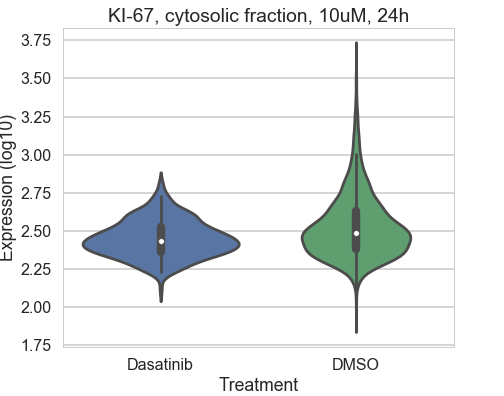 KI-67, cytosolic fraction, 10uM, 24h
Expression (log10)
3.75
3.50
3.25
3.00
2.75
2.50
2.25
2.00
1.75
Dasatinib DMSO
Treatment